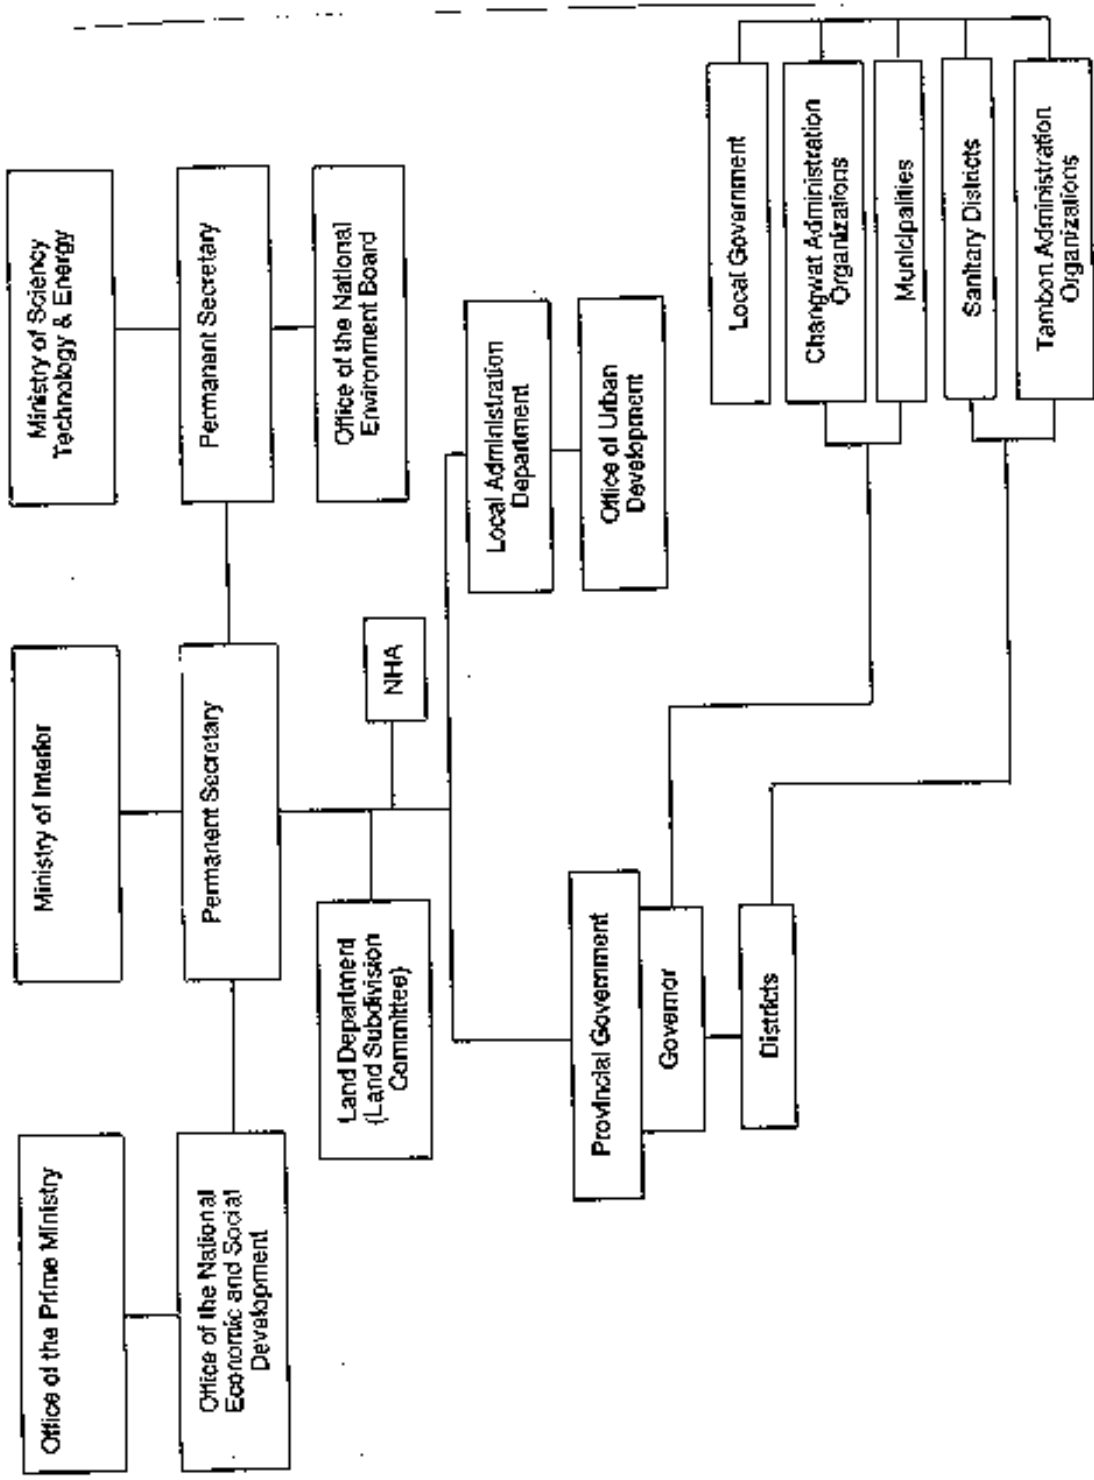 Office of the Prime Ministry
Ministry of Interior
Ministry of Sciency
Technology & Energy
Office of the National
Economic and Social
Development
Permanent Secretary
Permanent Secretary
Land Department
(Land Subdivision
Committee)
NHA
Office of the National
Environment Board
Local Administration
Department
Office of Urban
Development
Provincial Government
Governor
Districts
Local Government
Changwat Administration
Organizations
Municipalities
Sanitary Districts
Tambon Administration
Organizations